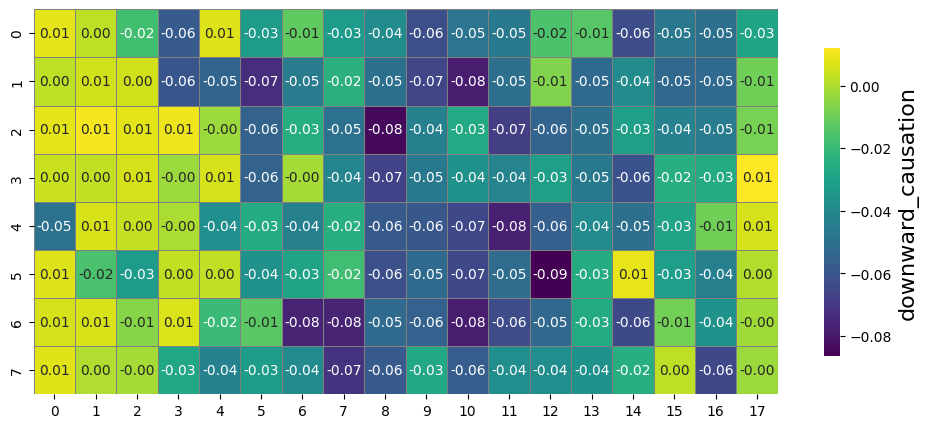 0 0.01 0.00 -0.02 -0.06 0.01 -0.03 -0.01 -0.03 -0.04 -0.06 -0.05 -0.05 -0.02 -0.01 -0.06 -0.05 -0.05 -0.03
1 0.00 0.01 0.00 -0.06 -0.05 -0.07 -0.05 -0.02 -0.05 -0.07 -0.08 -0.05 -0.01 -0.05 -0.04 -0.05 -0.05 -0.01
2 0.01 0.01 0.01 0.01 -0.00 -0.06 -0.03 -0.05 -0.08 -0.04 -0.03 -0.07 -0.06 -0.05 -0.03 -0.04 -0.05 -0.01
3 0.00 0.00 0.01 -0.00 0.01 -0.06 -0.00 -0.04 -0.07 -0.05 -0.04 -0.04 -0.03 -0.05 -0.06 -0.02 -0.03 0.01
4 -0.05 0.01 0.00 -0.00 -0.04 -0.03 -0.04 -0.02 -0.06 -0.06 -0.07 -0.08 -0.06 -0.04 -0.05 -0.03 -0.01 0.01
5 0.01 -0.02 -0.03 0.00 0.00 -0.04 -0.03 -0.02 -0.06 -0.05 -0.07 -0.05 -0.09 -0.03 0.01 -0.03 -0.04 0.00
6 0.01 0.01 -0.01 0.01 -0.02 -0.01 -0.08 -0.08 -0.05 -0.06 -0.08 -0.06 -0.05 -0.03 -0.06 -0.01 -0.04 -0.00
7 0.01 0.00 -0.00 -0.03 -0.04 -0.03 -0.04 -0.07 -0.06 -0.03 -0.06 -0.04 -0.04 -0.04 -0.02 0.00 -0.06 -0.00
0 1 2 3 4 5 6 7 8 9 10 11 12 13 14 15 16 17
0.00
−0.02
−0.04
−0.06
−0.08
downward_causation